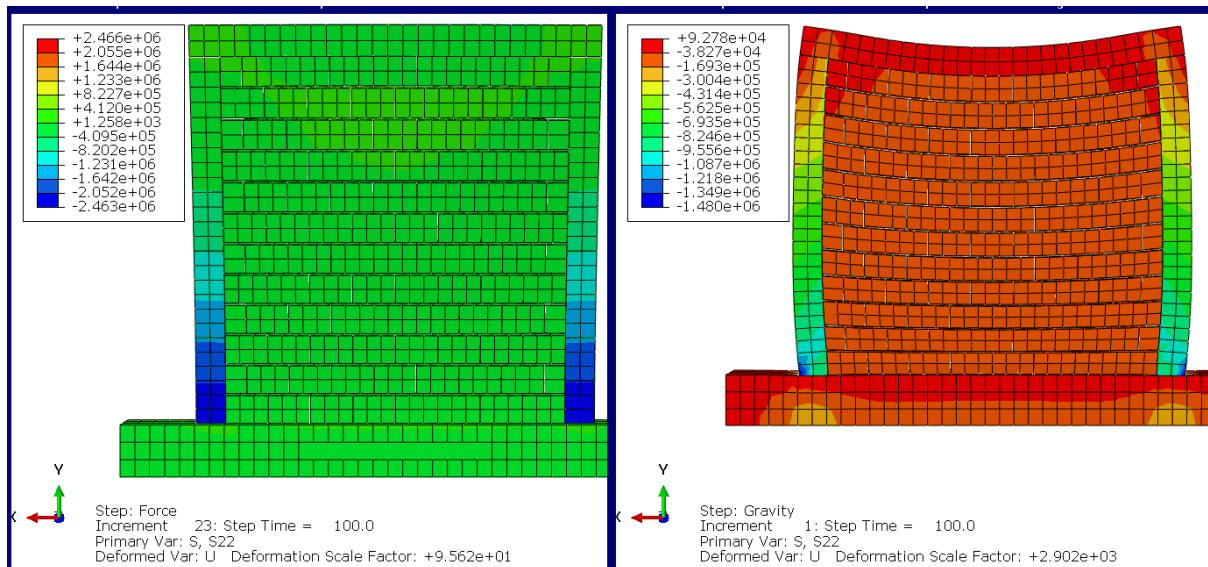 +2.466e+06
+2.055e+06
+1.644e+06
+1.233e+06
+8.227e+05
+4.120e+05
+1.258e+03
-4.095e+05
-8.202e+05
-1.231e+06
-1.642e+06
-2.052e+06
-2.463e+06
Y
X
Step: Force
Increment 23: Step Time = 100.0
Primary Var: S, S22
Deformed Var: U Deformation Scale Factor: +9.562e+01
+9.278e+04
-3.827e+04
-1.693e+05
-3.004e+05
-4.314e+05
-5.625e+05
-6.935e+05
-8.246e+05
-9.556e+05
-1.087e+06
-1.218e+06
-1.349e+06
-1.480e+06
Y
X
Step: Gravity
Increment 1: Step Time = 100.0
Primary Var: S, S22
Deformed Var: U Deformation Scale Factor: +2.902e+03